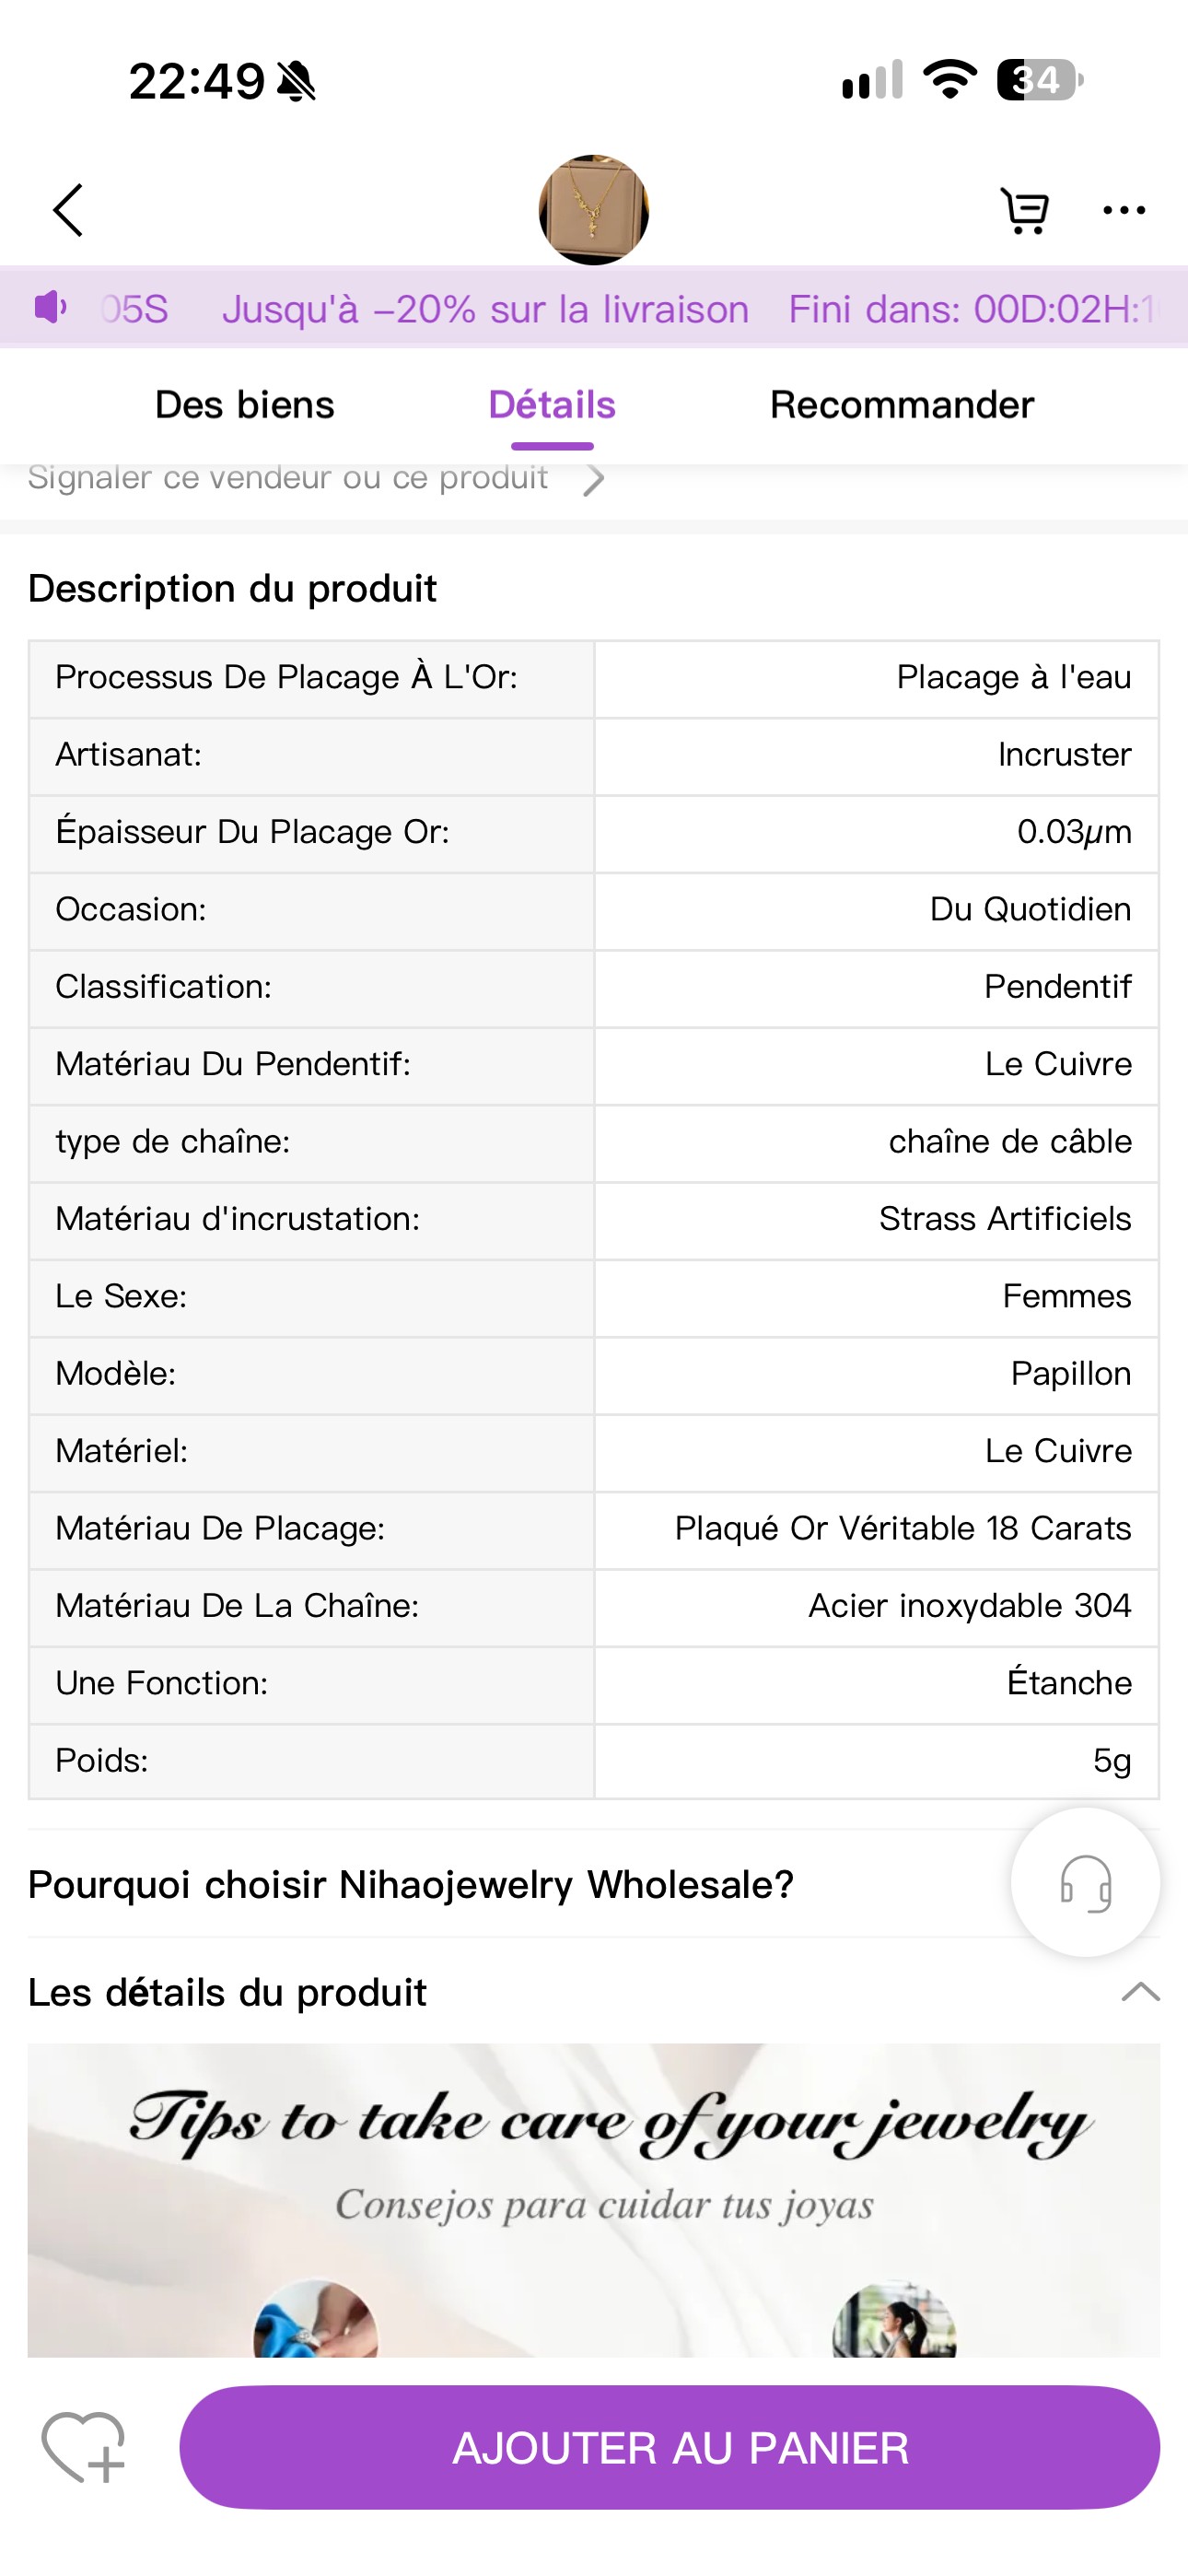 22:49
34
05S Jusqu'à –20% sur la livraison Fini dans: 00D:02H:1
Des biens Détails Recommander
Signaler ce vendeur ou ce produit
Description du produit
Processus De Placage À L'Or: Placage à l'eau
Artisanat: Incruster
Épaisseur Du Placage Or: 0.03μm
Occasion: Du Quotidien
Classification: Pendentif
Matériau Du Pendentif: Le Cuivre
type de chaîne: chaîne de câble
Matériau d'incrustation: Strass Artificiels
Le Sexe: Femmes
Modèle: Papillon
Matériel: Le Cuivre
Matériau De Placage: Plaqué Or Véritable 18 Carats
Matériau De La Chaîne: Acier inoxydable 304
Une Fonction: Étanche
Poids: 5g
Pourquoi choisir Nihaojewelry Wholesale?
Les détails du produit
Tips to take care of your jewelry
Consejos para cuidar tus joyas
AJOUTER AU PANIER